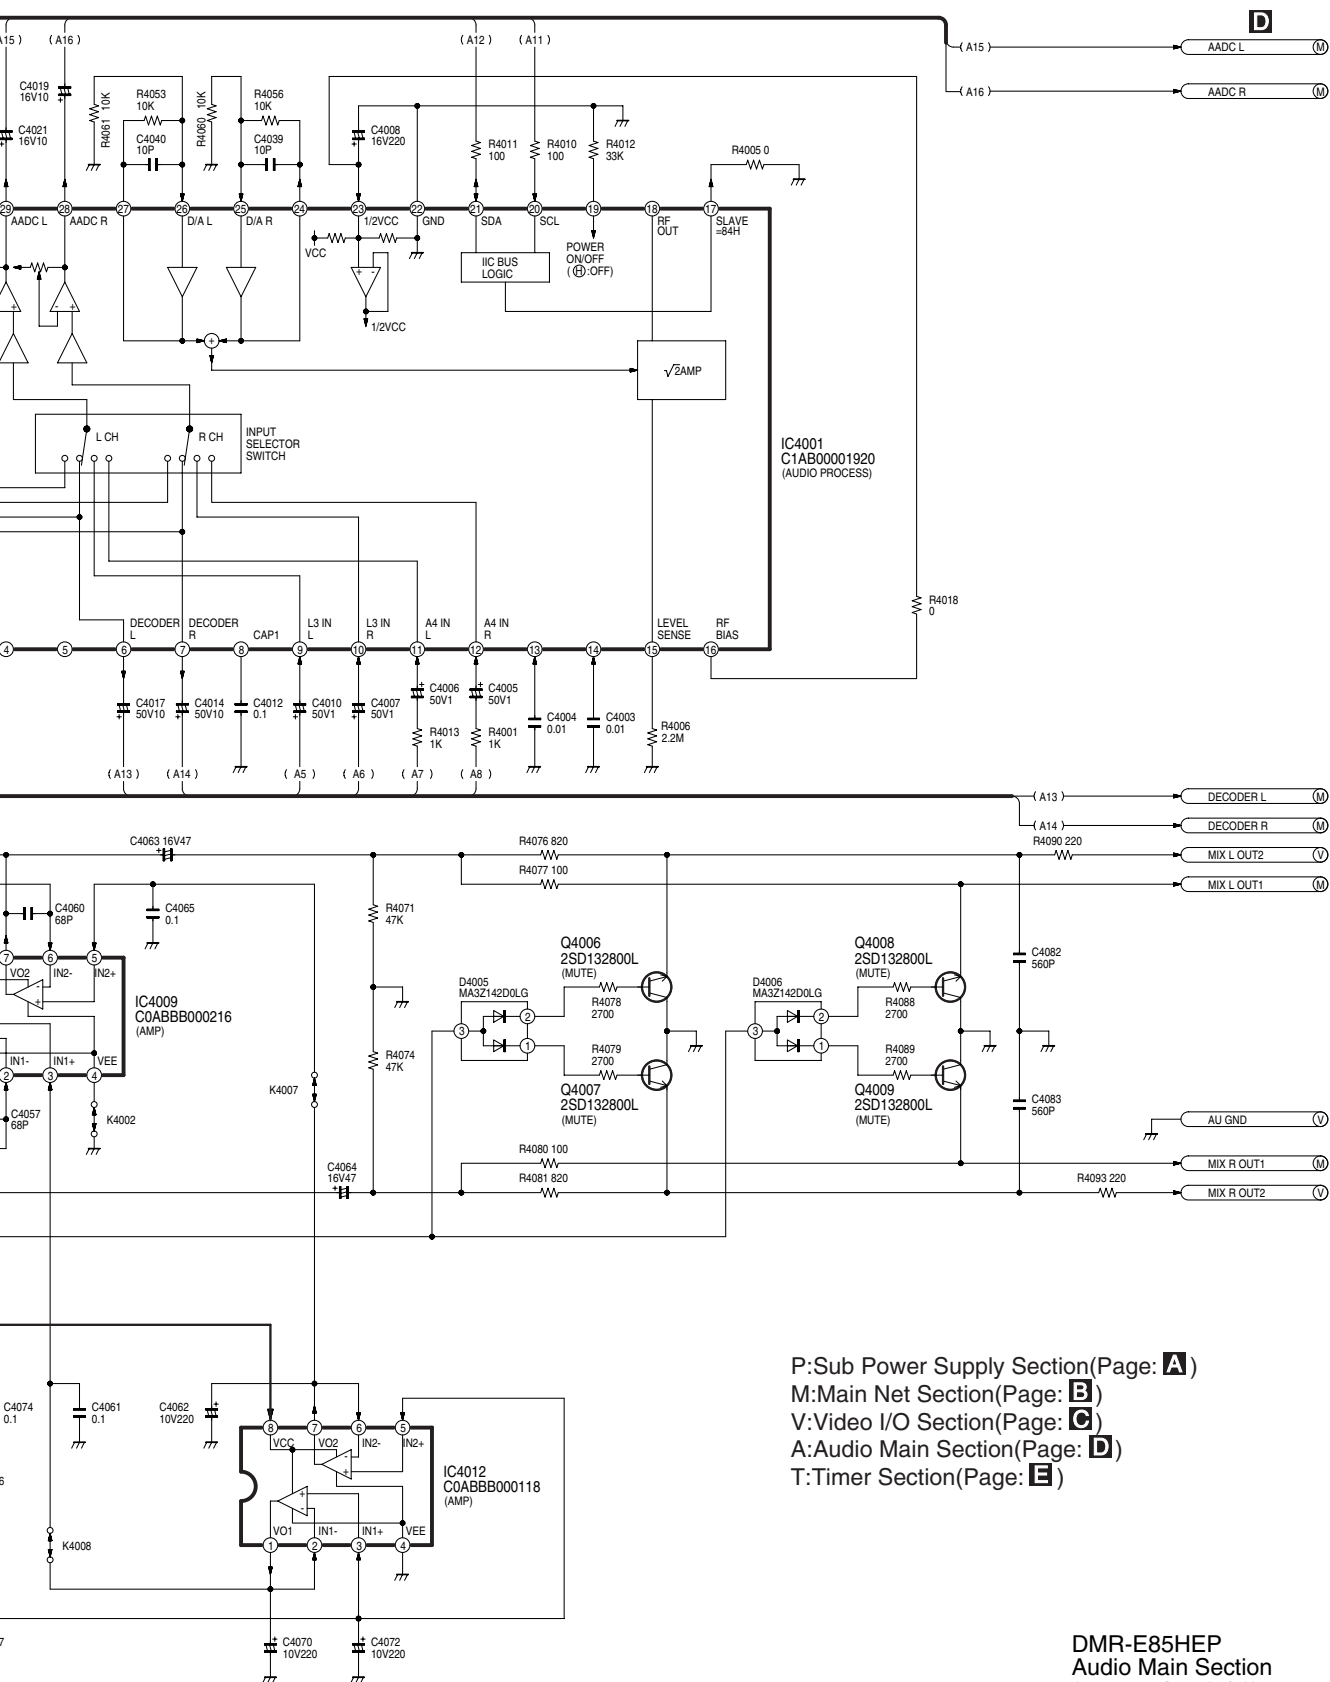 D
A15 )
( A16 )
( A12 )
( A11 )
( A15 )
AADC L
M
( A16 )
AADC R
M
C4019
16V10
C4021
16V10
R4061 10K
R4053
10K
C4040
10P
R4060 10K
R4056
10K
C4039
10P
C4008
16V220
R4011
100
R4010
100
R4012
33K
R4005 0
29
28
27
26
25
24
23
22
21
20
19
18
17
AADC L
AADC R
D/A L
D/A R
1/2VCC
GND
SDA
SCL
RF
OUT
SLAVE
=84H
VCC
POWER
ON/OFF
( H :OFF)
IIC BUS
LOGIC
+ -
- +
+
1/2VCC
+
√2AMP
L CH
R CH
INPUT
SELECTOR
SWITCH
IC4001
C1AB00001920
(AUDIO PROCESS)
R4018
0
DECODER
L
DECODER
R
CAP1
L3 IN
L
L3 IN
R
A4 IN
L
A4 IN
R
LEVEL
SENSE
RF
BIAS
4
5
6
7
8
9
10
11
12
13
14
15
16
C4017
50V10
C4014
50V10
C4012
0.1
C4010
50V1
C4007
50V1
C4006
50V1
C4005
50V1
R4013
1K
R4001
1K
C4004
0.01
C4003
0.01
R4006
2.2M
( A13 )
( A14 )
( A5 )
( A6 )
( A7 )
( A8 )
( A13 )
DECODER L
M
( A14 )
DECODER R
M
C4063 16V47
R4076 820
R4090 220
MIX L OUT2
V
R4077 100
MIX L OUT1
M
C4060
68P
C4065
0.1
R4071
47K
7
6
5
VO2
IN2-
IN2+
IC4009
C0ABBB000216
(AMP)
IN1-
IN1+
VEE
2
3
4
C4057
68P
K4002
K4007
R4074
47K
D4005
MA3Z142D0LG
3
2
1
Q4006
2SD132800L
(MUTE)
R4078
2700
R4079
2700
Q4007
2SD132800L
(MUTE)
D4006
MA3Z142D0LG
3
2
1
Q4008
2SD132800L
(MUTE)
R4088
2700
R4089
2700
Q4009
2SD132800L
(MUTE)
C4082
560P
C4083
560P
AU GND
V
C4064
16V47
R4080 100
MIX R OUT1
M
R4081 820
R4093 220
MIX R OUT2
V
C4074
0.1
C4061
0.1
C4062
10V220
8
7
6
5
VCC
VO2
IN2-
IN2+
IC4012
C0ABBB000118
(AMP)
VO1
IN1-
IN1+
VEE
1
2
3
4
6
K4008
7
C4070
10V220
C4072
10V220
P:Sub Power Supply Section(Page: A )
M:Main Net Section(Page: B )
V:Video I/O Section(Page: C )
A:Audio Main Section(Page: D )
T:Timer Section(Page: E )
DMR-E85HEP
Audio Main Section